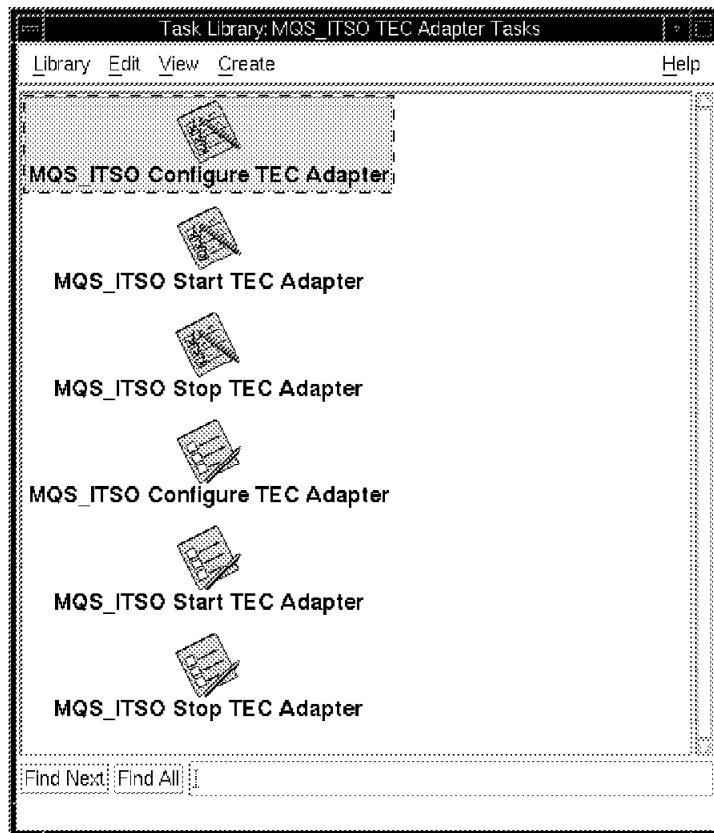 Task Library: MQS_ITSO TEC Adapter Tasks
Library Edit View Create Help
MQS_ITSO Configure TEC Adapter
MQS_ITSO Start TEC Adapter
MQS_ITSO Stop TEC Adapter
MQS_ITSO Configure TEC Adapter
MQS_ITSO Start TEC Adapter
MQS_ITSO Stop TEC Adapter
Find Next Find All